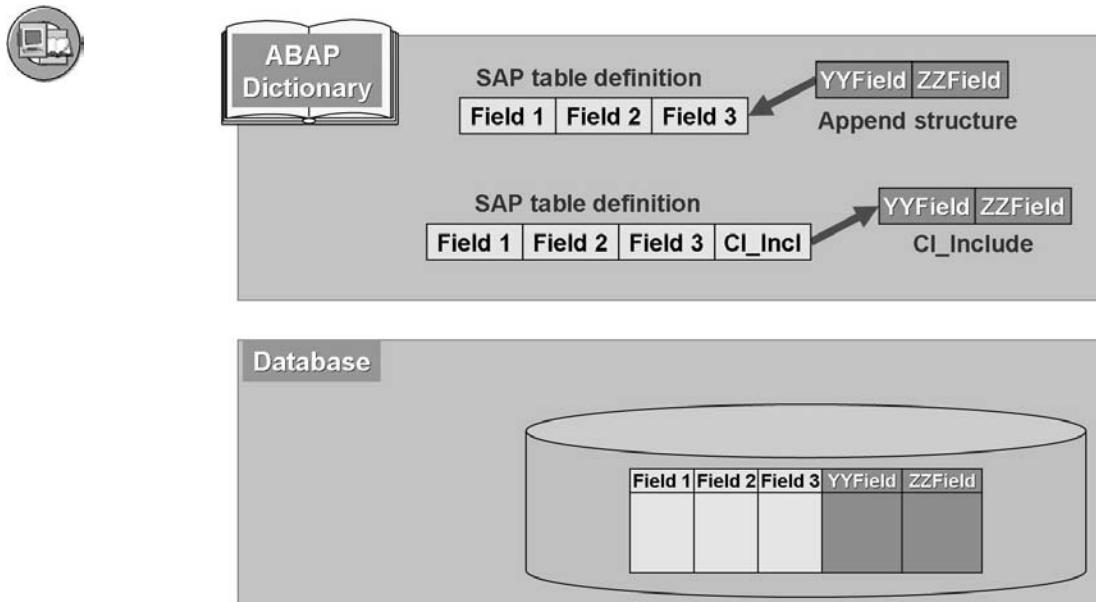 ABAP
Dictionary
SAP table definition
Field 1 Field 2 Field 3
YYField ZZField
Append structure
SAP table definition
Field 1 Field 2 Field 3 CI_Incl
YYField ZZField
CI_Include
Database
Field 1 Field 2 Field 3 YYField ZZField